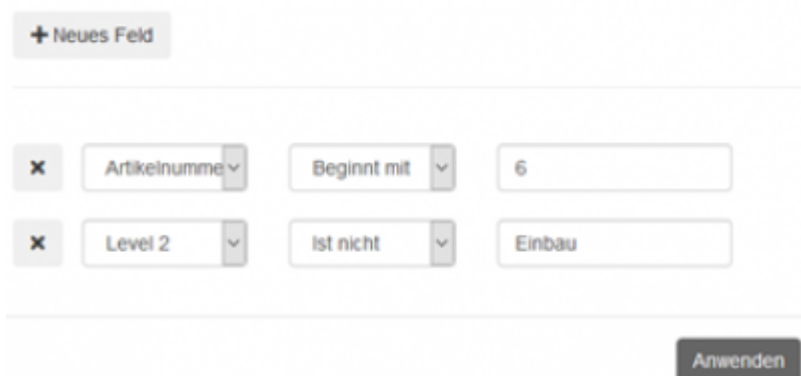 + Neues Feld
× Artikelnumme Beginnt mit 6
× Level 2 Ist nicht Einbau
Anwenden